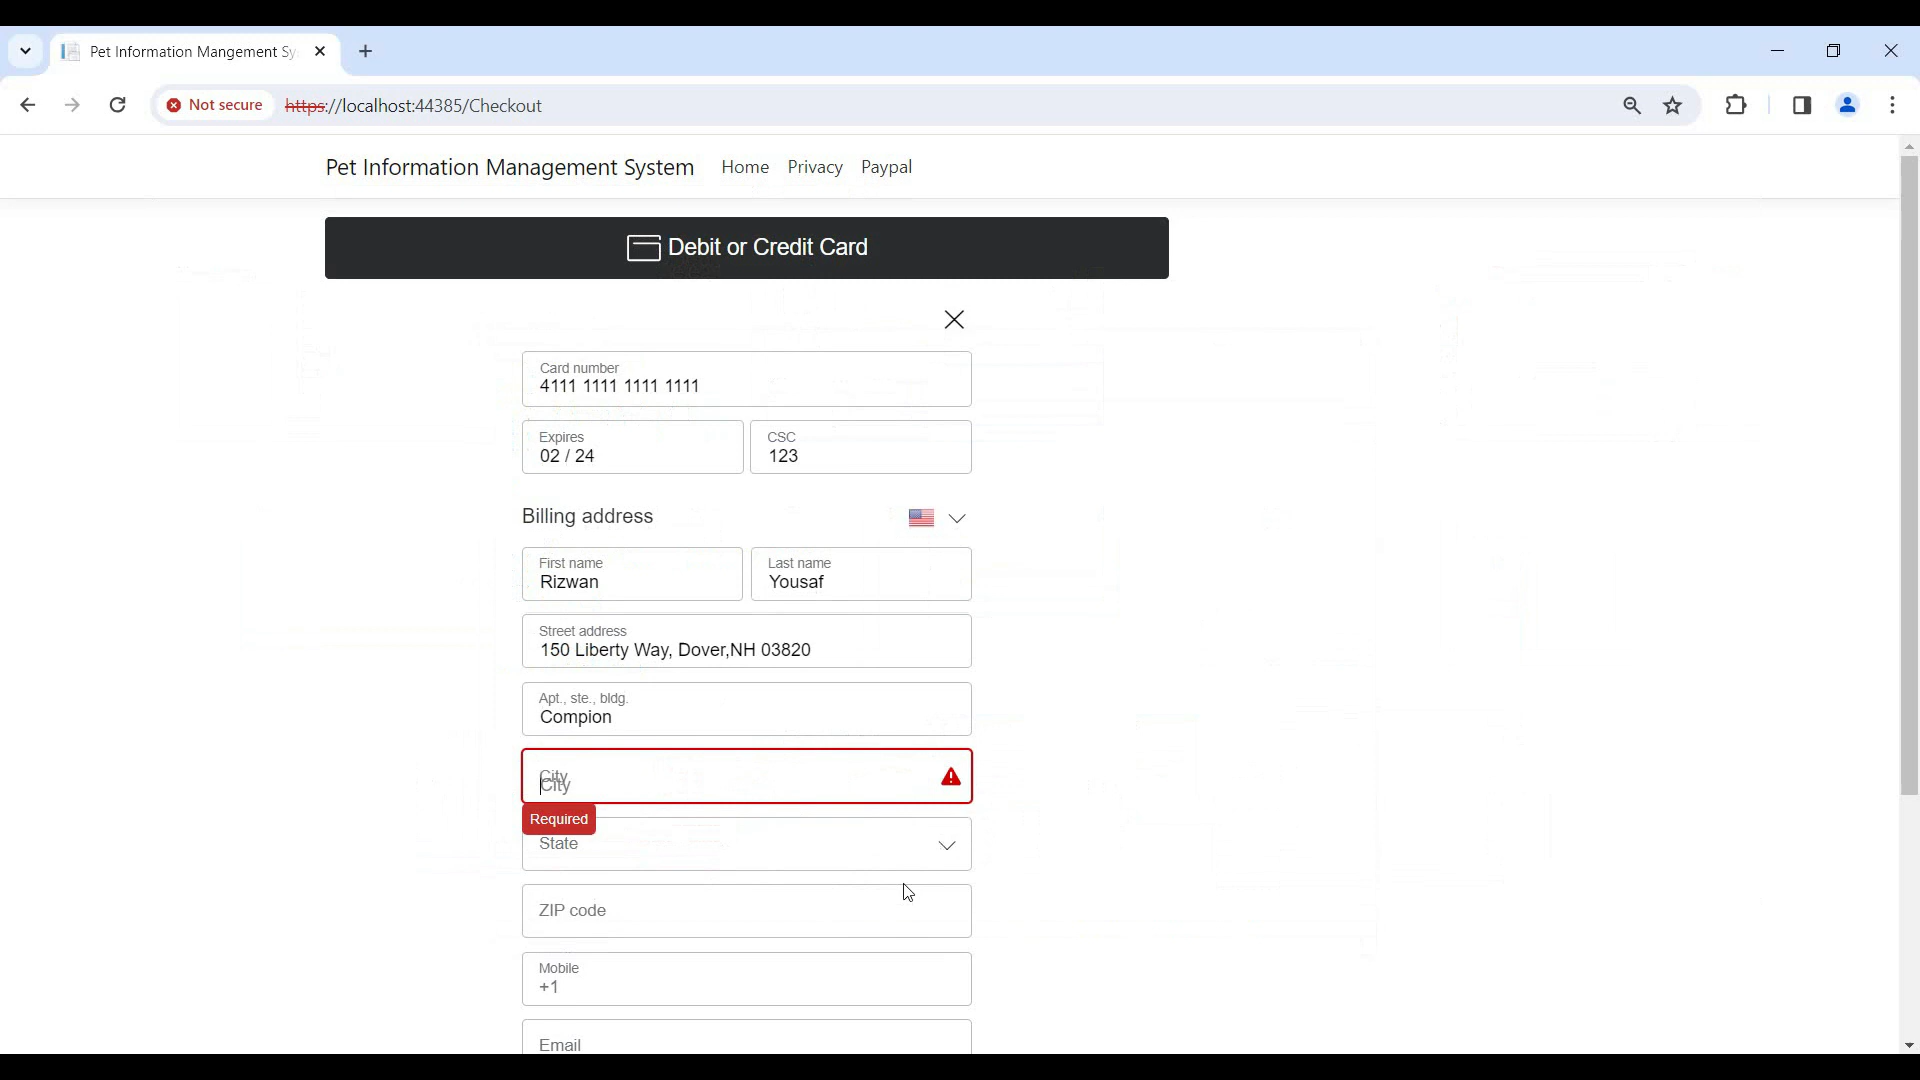 Pet Information Mangement Sy
Not secure https://localhost:44385/Checkout
Pet Information Management System Home Privacy Paypal
Debit or Credit Card
Card number
4111 1111 1111 1111
Expires CSC
02 / 24 123
Billing address
First name Last name
Rizwan Yousaf
Street address
150 Liberty Way, Dover,NH 03820
Apt., ste., bldg.
Compion
City
City
Required
State
ZIP code
Mobile
+1
Email